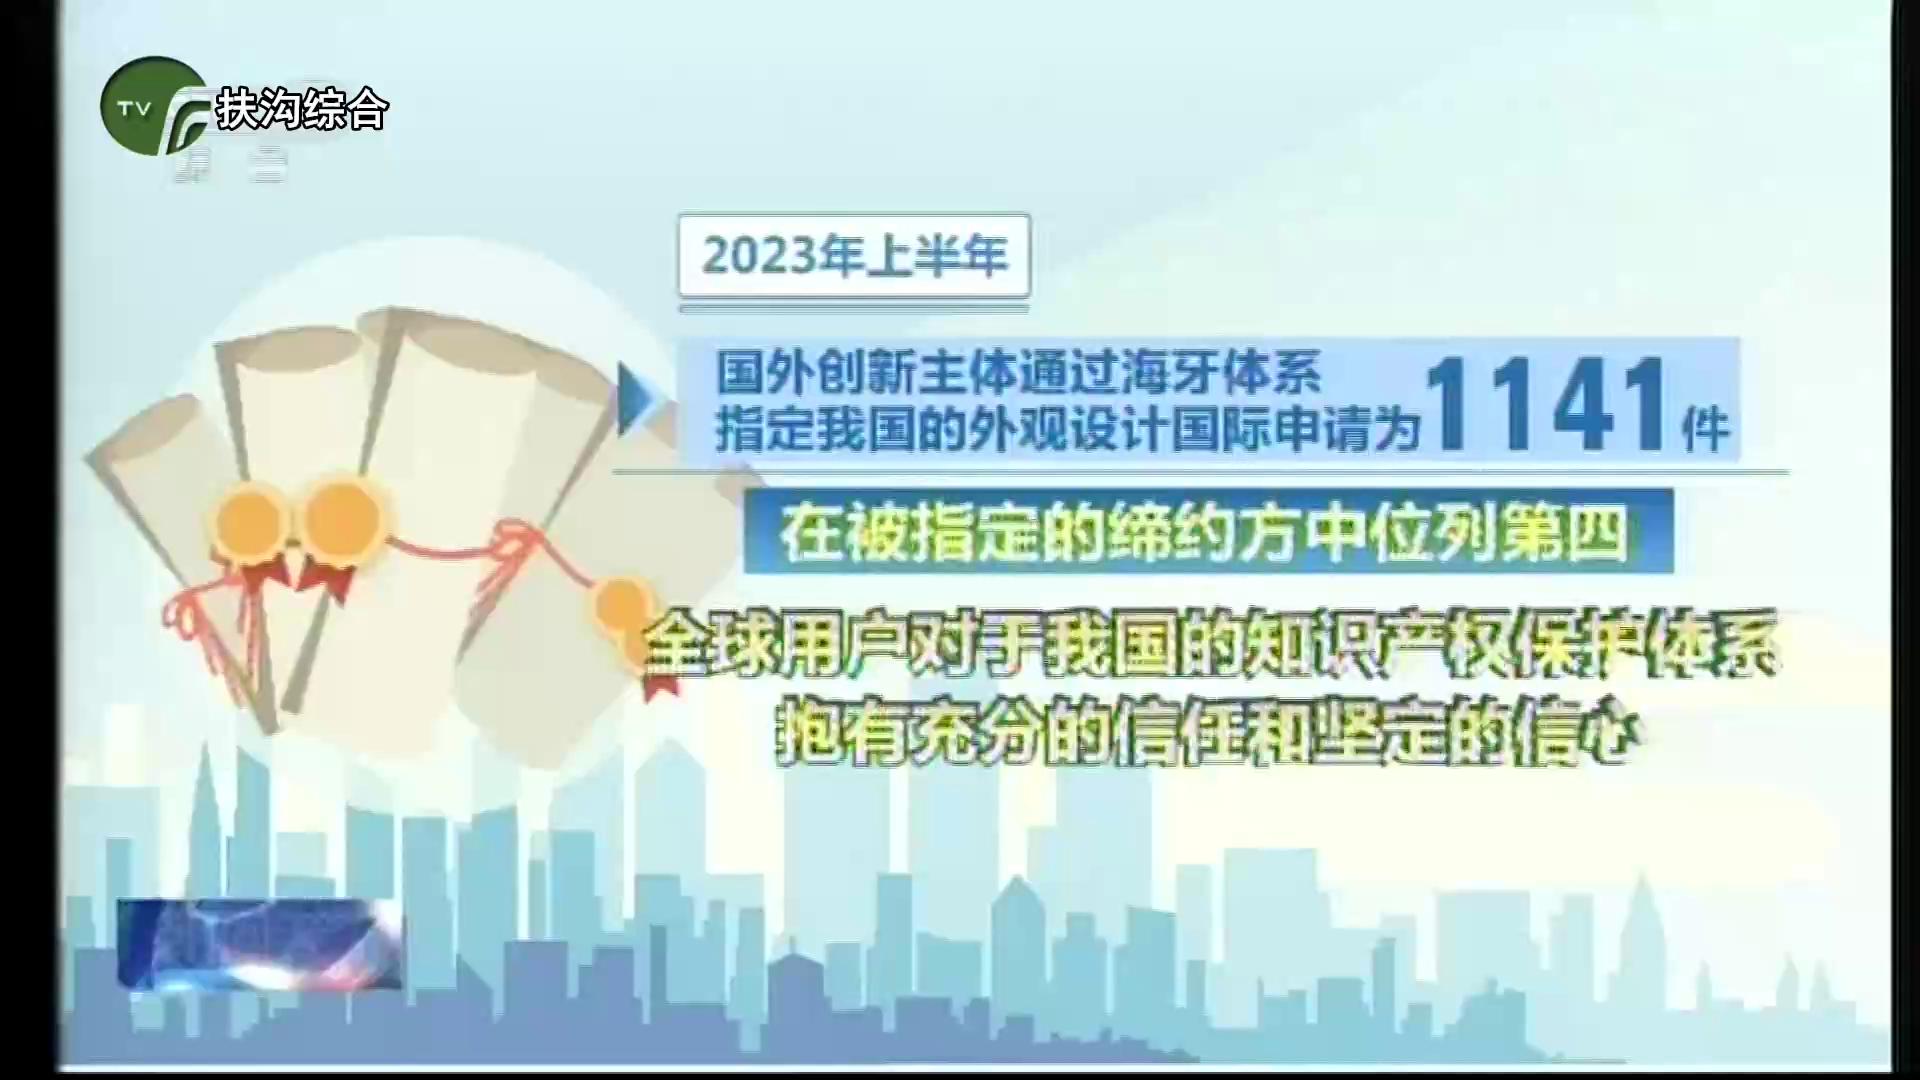 TV 扶沟综合
2023年上半年
国外创新主体通过海牙体系
指定我国的外观设计国际申请为1141件
在被指定的缔约方中位列第四
全球用户对于我国的知识产权保护体系
抱有充分的信任和坚定的信心